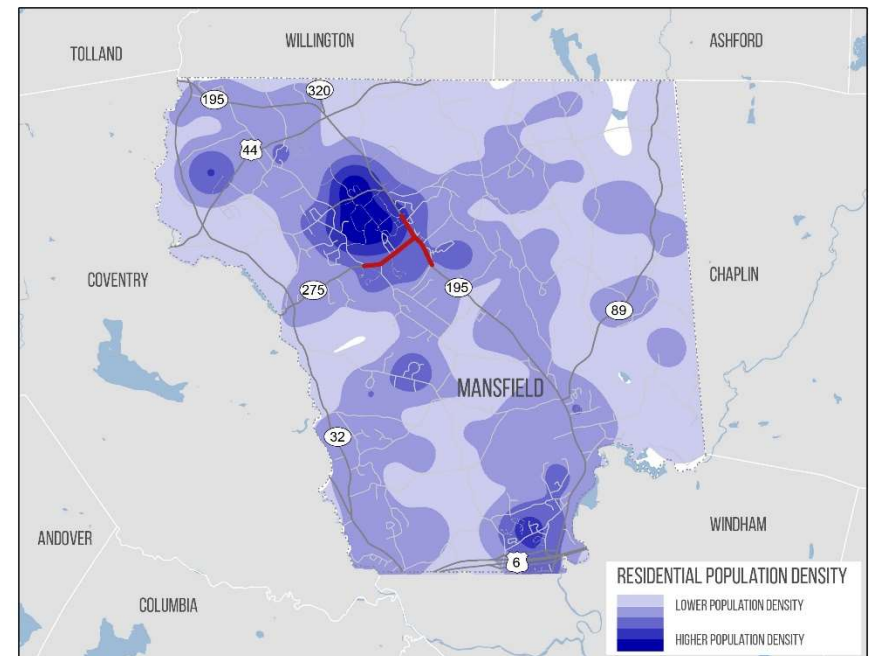 WILLINGTON
ASHFORD
TOLLAND
320
195
44
COVENTRY
CHAPLIN
275
195
89
MANSFIELD
32
WINDHAM
ANDOVER
6
RESIDENTIAL POPULATION DENSITY
LOWER POPULATION DENSITY
COLUMBIA
HIGHER POPULATION DENSITY